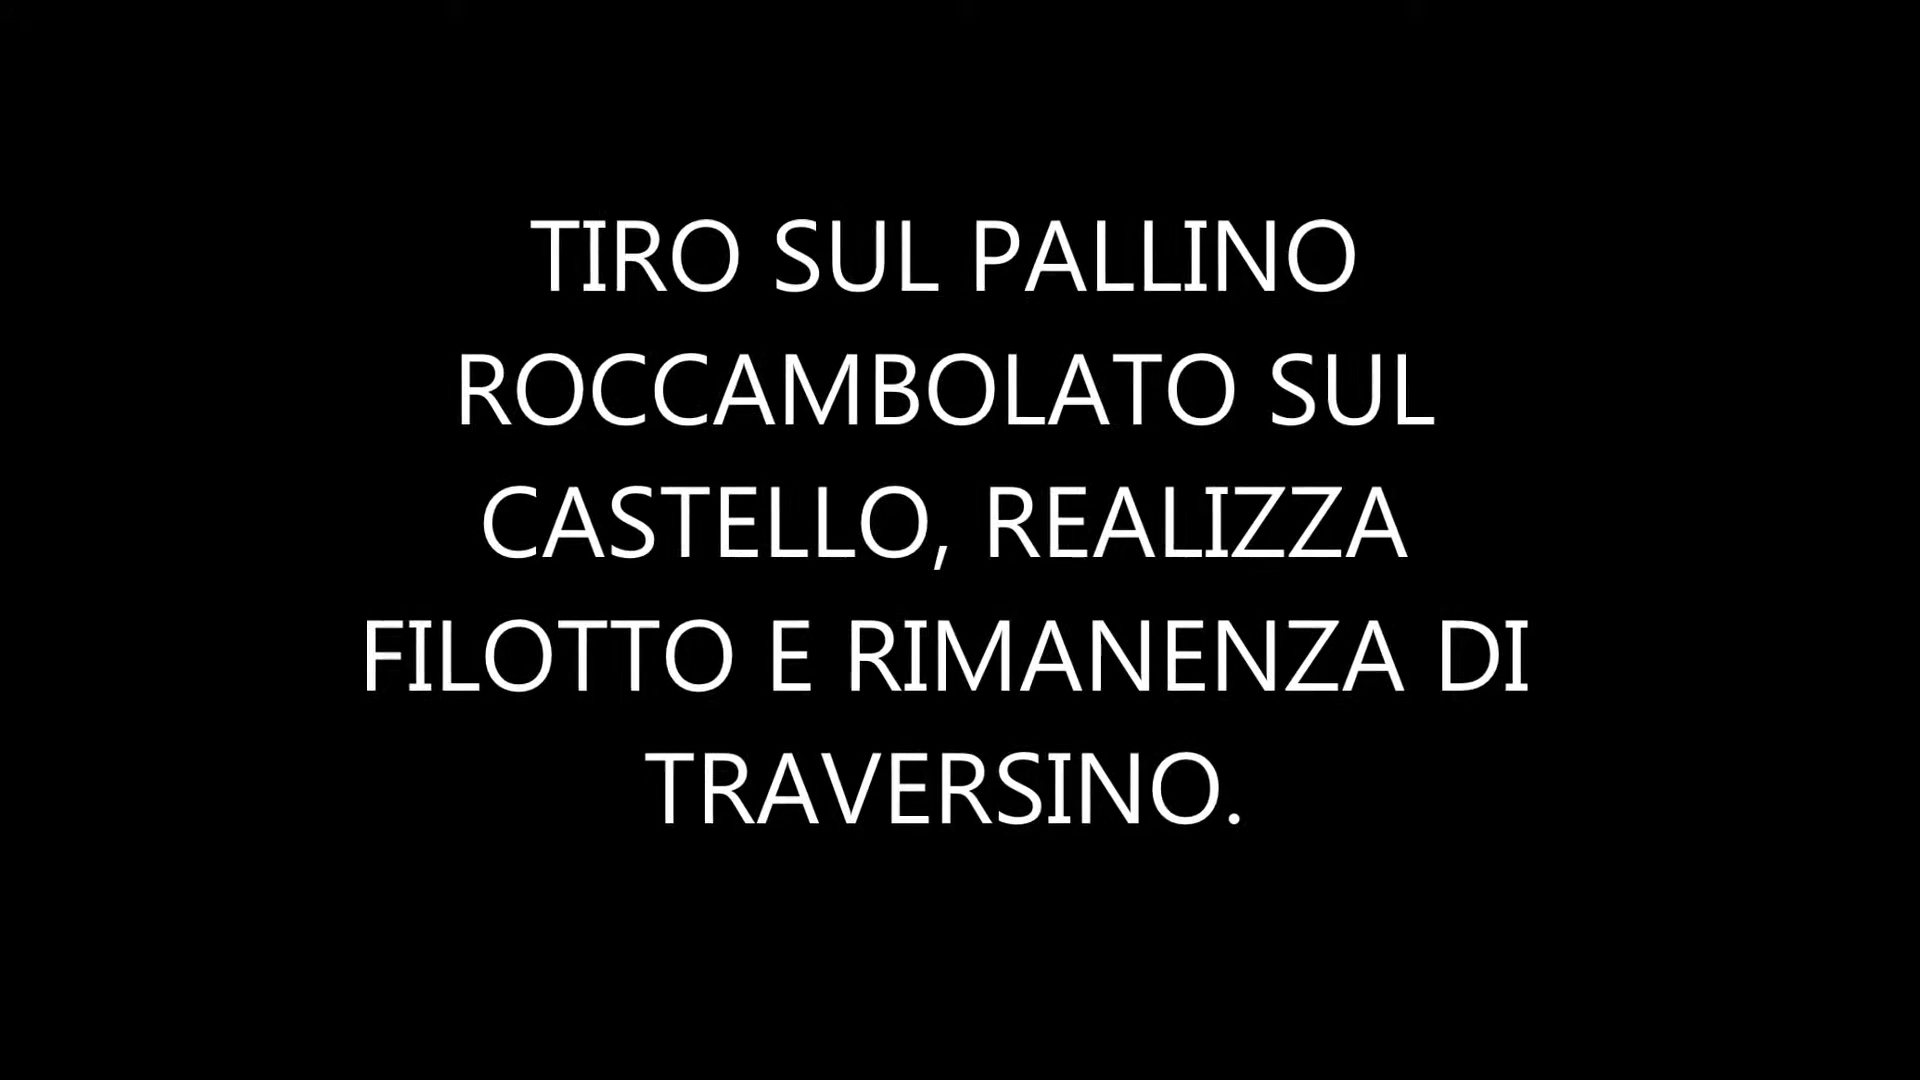 TIRO SUL PALLINO
ROCCAMBOLATO SUL
CASTELLO, REALIZZA
FILOTTO E RIMANENZA DI
TRAVERSINO.